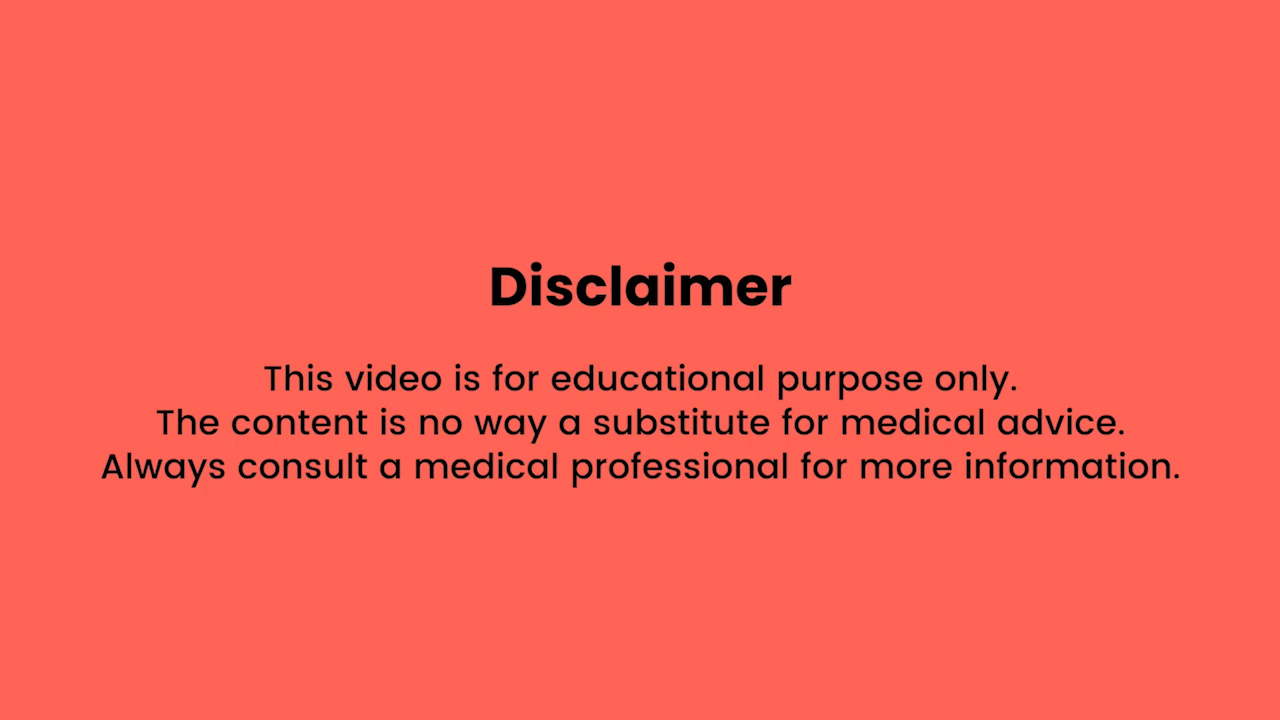 Disclaimer
This video is for educational purpose only.
The content is no way a substitute for medical advice.
Always consult a medical professional for more information.